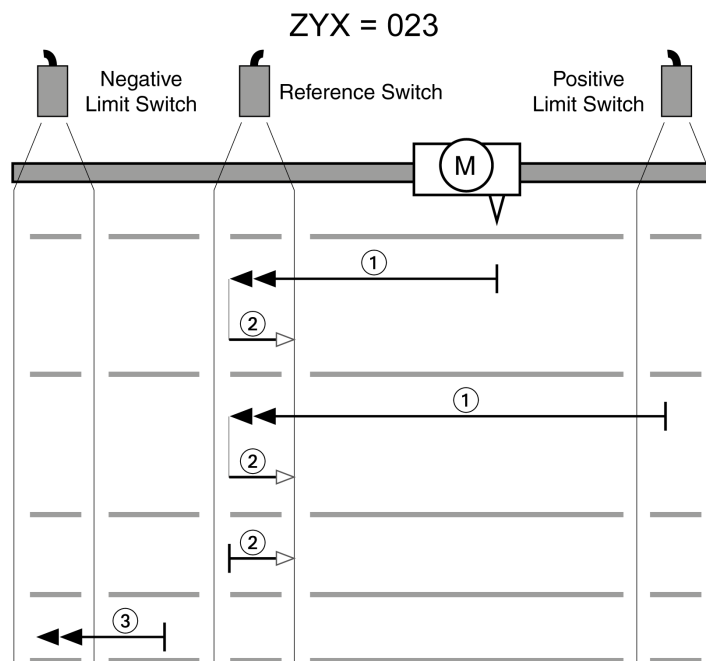 ZYX = 023
Negative
Limit Switch
Reference Switch
Positive
Limit Switch
M
1
2
1
2
2
3